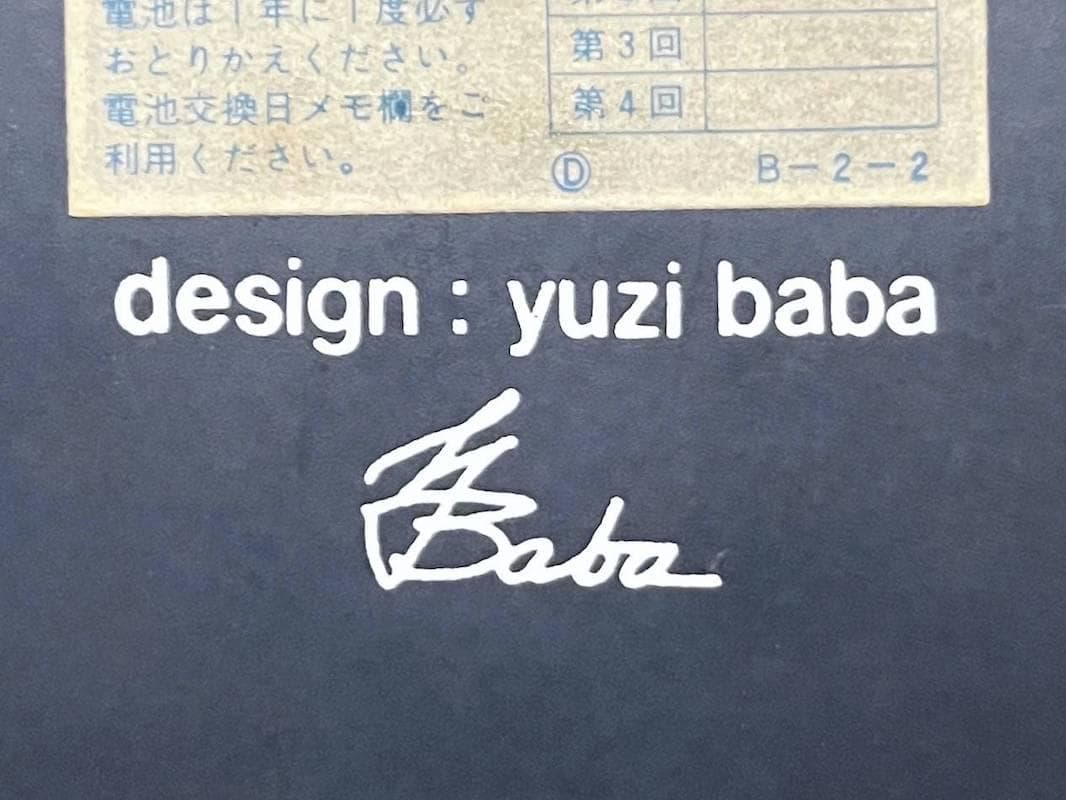 電池は1年に1度必ず
おとりかえください。
電池交換日メモ欄をご
利用ください。
第3回
第4回
Ⓓ B-2-2
design : yuzi baba
Baba